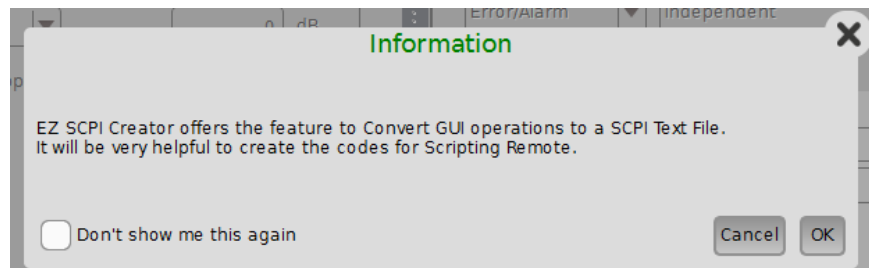 0 dB Error/Alarm Independent
Information
EZ SCPI Creator offers the feature to Convert GUI operations to a SCPI Text File.
It will be very helpful to create the codes for Scripting Remote.
Don't show me this again
Cancel OK